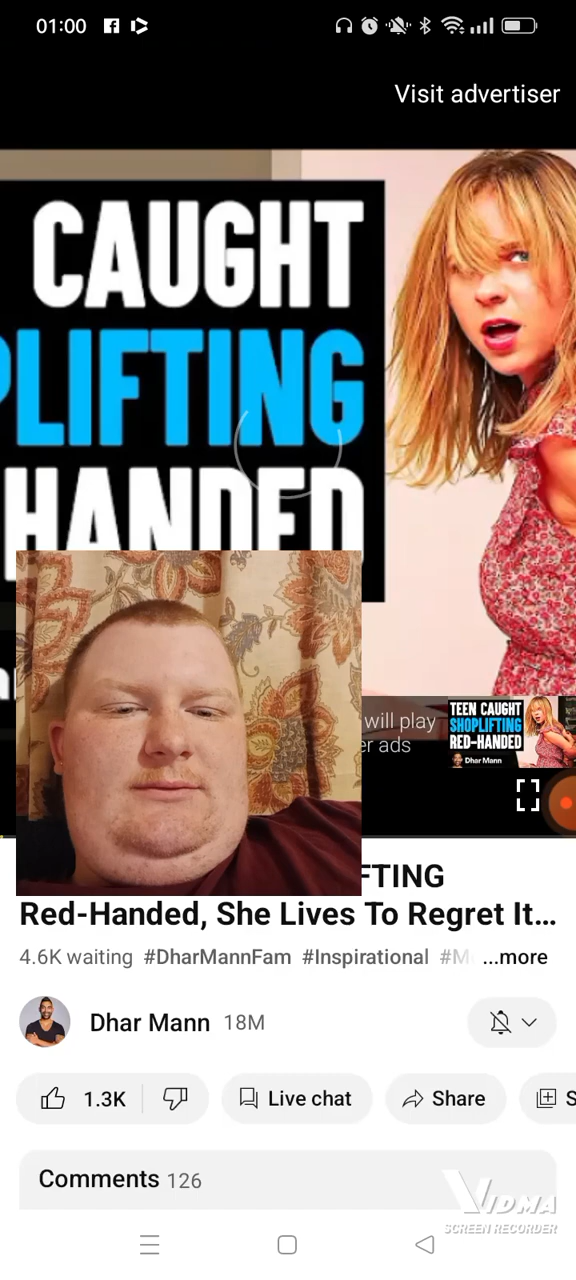 01:00
Visit advertiser
CAUGHT
PLIFTING
HANDED
will play
er ads
TEEN CAUGHT
SHOPLIFTING
RED-HANDED
Dhar Mann
FTING
Red-Handed, She Lives To Regret It...
4.6K waiting #DharMannFam #Inspirational #M ...more
Dhar Mann 18M
1.3K Live chat Share S
Comments 126
VIDMA
SCREEN RECORDER